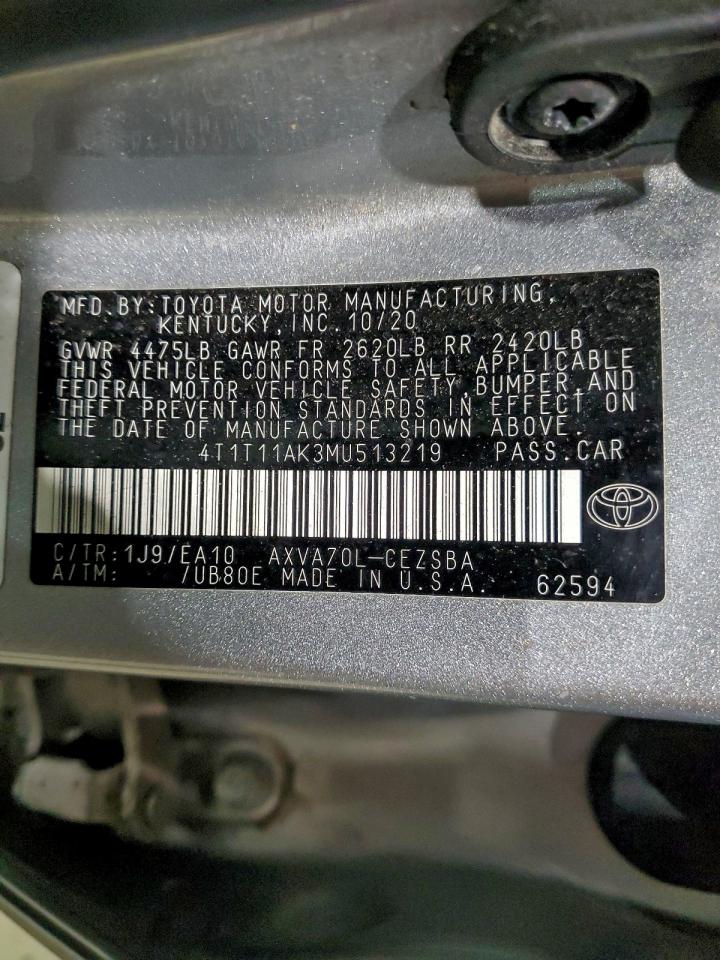 MFD.BY:TOYOTA MOTOR MANUFACTURING,
KENTUCKY,INC.10/20
GVWR 4475LB GAWR FR 2620LB RR 2420LB
THIS VEHICLE CONFORMS TO ALL APPLICABLE
FEDERAL MOTOR VEHICLE SAFETY,BUMPER,AND
THEFT PREVENTION STANDARDS IN EFFECT ON
THE DATE OF MANUFACTURE SHOWN ABOVE.
4T1T11AK3MU513219 PASS.CAR
C/TR:1J9/EA10 AXVA70L-CEZSBA
A/TM: /UB80E MADE IN U.S.A. 62594